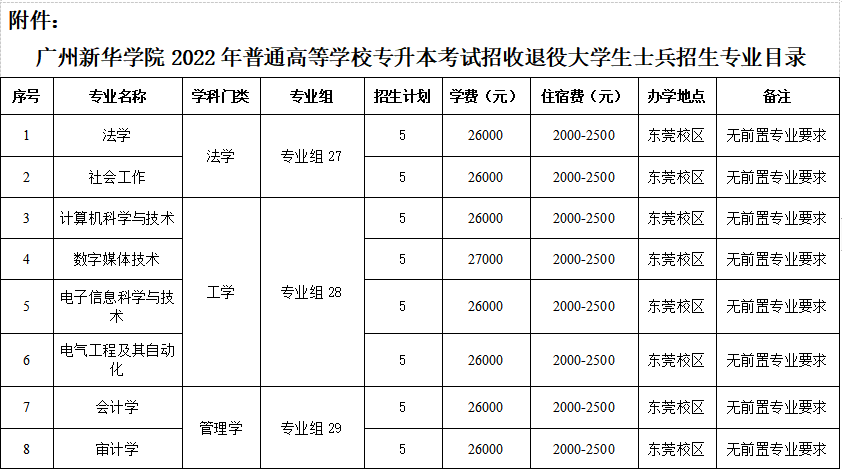 附件：
广州新华学院 2022 年普通高等学校专升本考试招收退役大学生士兵招生专业目录
序号 专业名称 学科门类 专业组 招生计划 学费（元） 住宿费（元） 办学地点 备注
1 法学 法学 专业组 27 5 26000 2000-2500 东莞校区 无前置专业要求
2 社会工作 5 26000 2000-2500 东莞校区 无前置专业要求
3 计算机科学与技术 工学 专业组 28 5 26000 2000-2500 东莞校区 无前置专业要求
4 数字媒体技术 5 27000 2000-2500 东莞校区 无前置专业要求
5 电子信息科学与技
术 5 26000 2000-2500 东莞校区 无前置专业要求
6 电气工程及其自动
化 5 26000 2000-2500 东莞校区 无前置专业要求
7 会计学 管理学 专业组 29 5 26000 2000-2500 东莞校区 无前置专业要求
8 审计学 5 26000 2000-2500 东莞校区 无前置专业要求